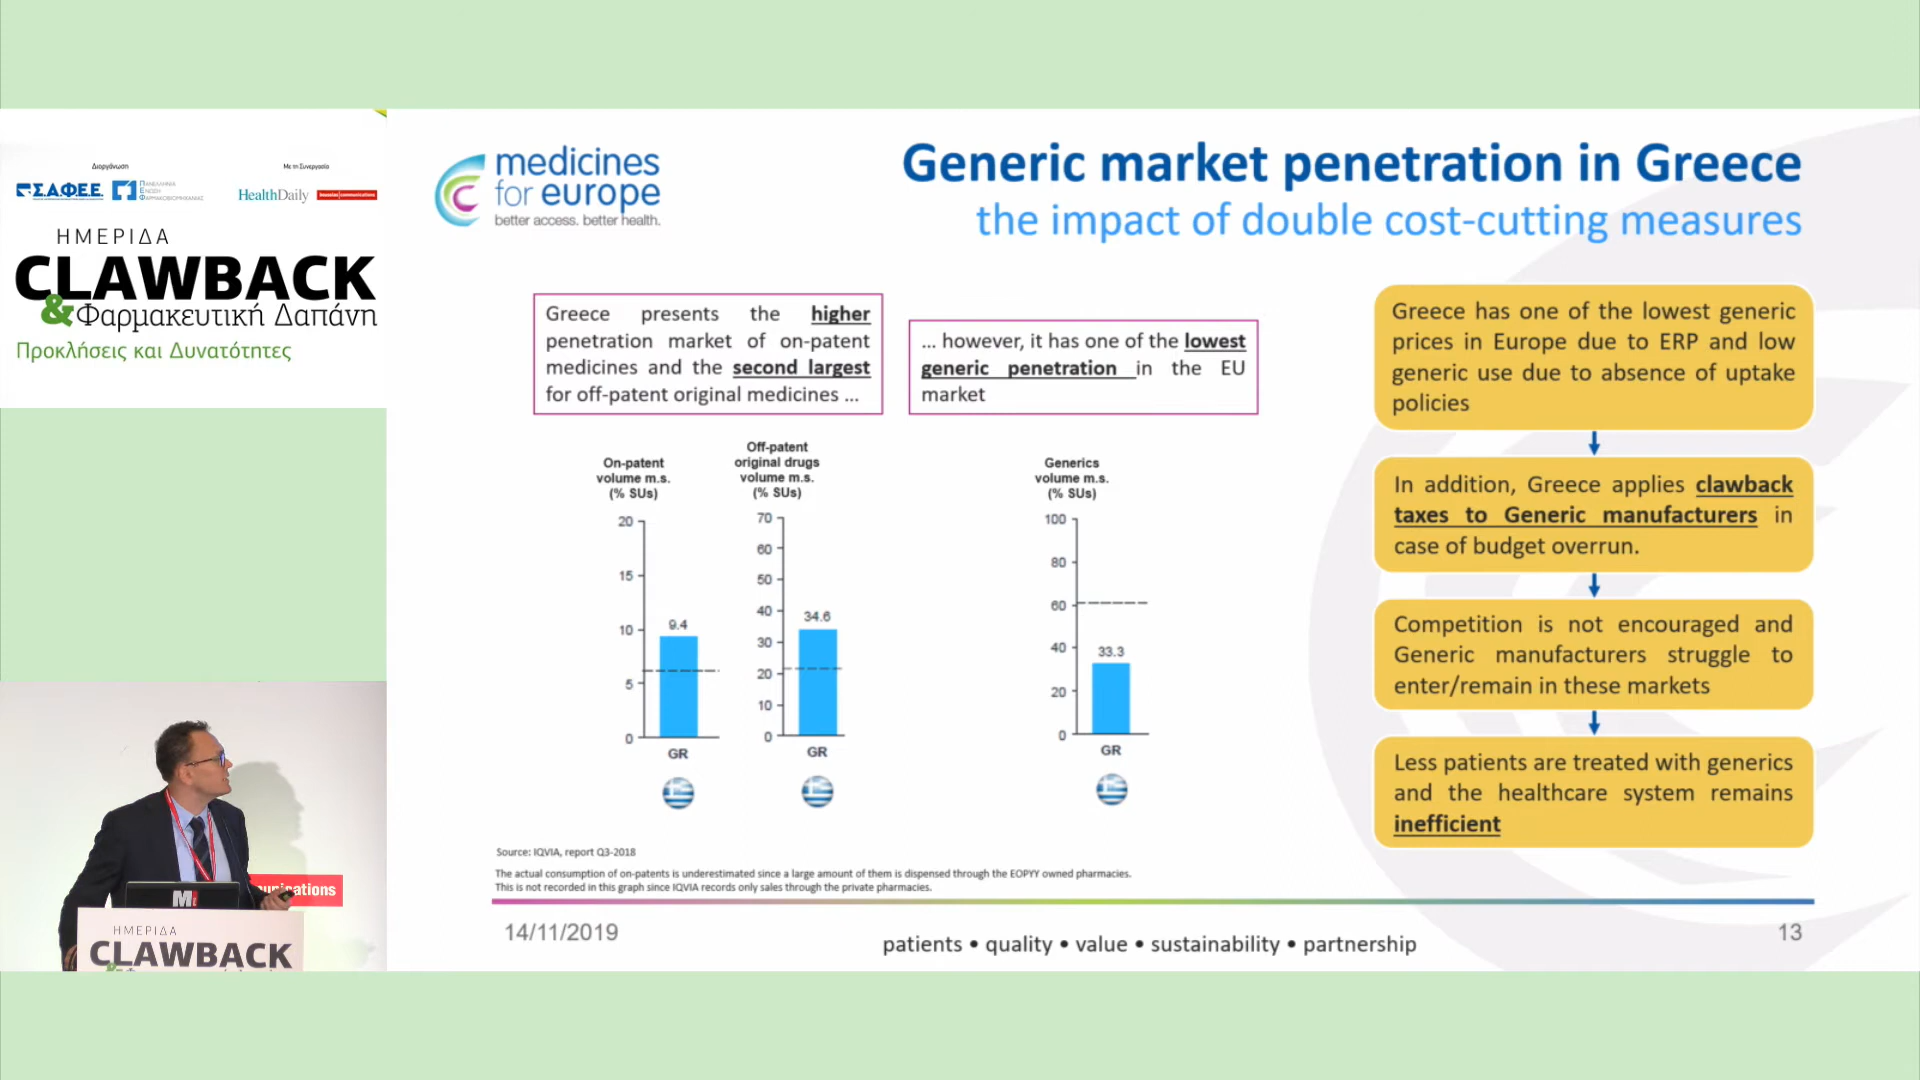 Διοργάνωση
Με τη Συνεργασία
Σ.Α.Φ.Ε.Ε.
ΠΑΝΕΛΛΗΝΙΑ
ΕΝΩΣΗ
ΦΑΡΜΑΚΟΒΙΟΜΗΧΑΝΙΑΣ
HealthDaily
ΗΜΕΡΙΔΑ
CLAWBACK
& Φαρμακευτική Δαπάνη
Προκλήσεις και Δυνατότητες
medicines
for europe
better access. better health.
Generic market penetration in Greece
the impact of double cost-cutting measures
Greece presents the higher
penetration market of on-patent
medicines and the second largest
for off-patent original medicines ...
... however, it has one of the lowest
generic penetration in the EU
market
On-patent
volume m.s.
(% SUs)
20
15
10
5
0
9.4
GR
Off-patent
original drugs
volume m.s.
(% SUs)
70
60
50
40
30
20
10
0
34.6
GR
Generics
volume m.s.
(% SUs)
100
80
60
40
20
0
33.3
GR
Greece has one of the lowest generic
prices in Europe due to ERP and low
generic use due to absence of uptake
policies
In addition, Greece applies clawback
taxes to Generic manufacturers in
case of budget overrun.
Competition is not encouraged and
Generic manufacturers struggle to
enter/remain in these markets
Less patients are treated with generics
and the healthcare system remains
inefficient
Source: IQVIA, report Q3-2018
The actual consumption of on-patents is underestimated since a large amount of them is dispensed through the EOPYY owned pharmacies.
This is not recorded in this graph since IQVIA records only sales through the private pharmacies.
14/11/2019
patients • quality • value • sustainability • partnership
13
ΗΜΕΡΙΔΑ
CLAWBACK